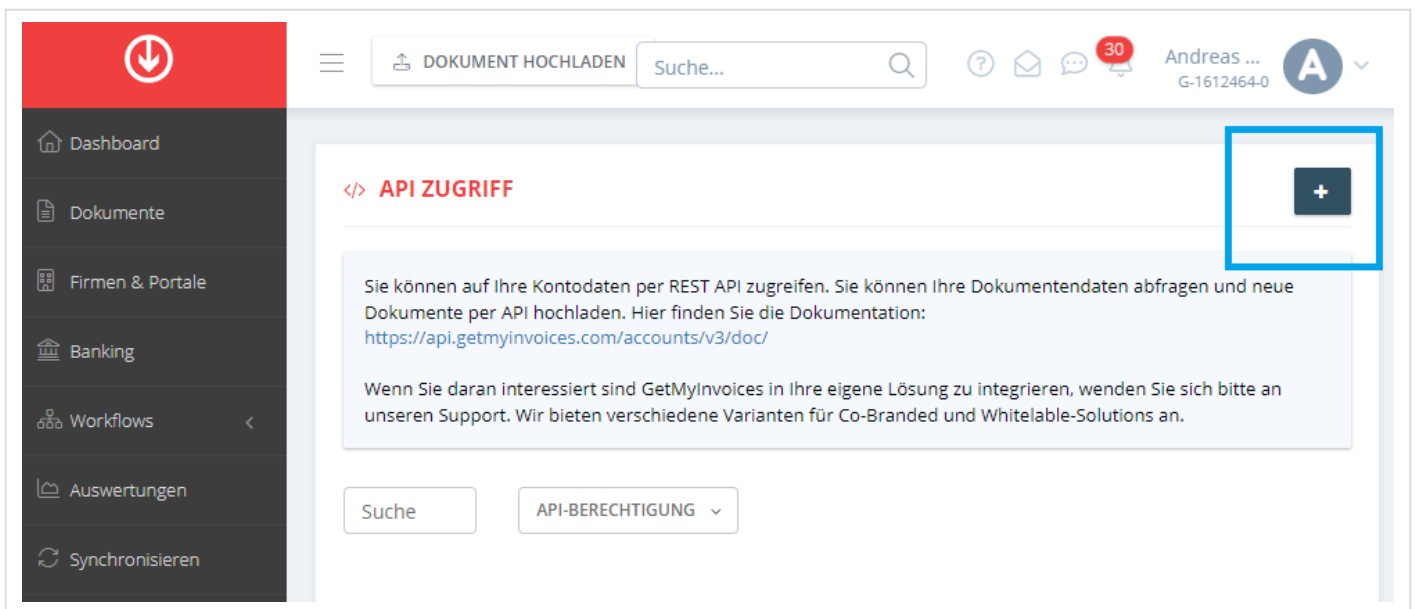 DOKUMENT HOCHLADEN
Suche...
30
Andreas ...
G-1612464-0
A
Dashboard
Dokumente
Firmen & Portale
Banking
Workflows
Auswertungen
Synchronisieren
</> API ZUGRIFF
+
Sie können auf Ihre Kontodaten per REST API zugreifen. Sie können Ihre Dokumentendaten abfragen und neue
Dokumente per API hochladen. Hier finden Sie die Dokumentation:
https://api.getmyinvoices.com/accounts/v3/doc/
Wenn Sie daran interessiert sind GetMyInvoices in Ihre eigene Lösung zu integrieren, wenden Sie sich bitte an
unseren Support. Wir bieten verschiedene Varianten für Co-Branded und Whitelable-Solutions an.
Suche
API-BERECHTIGUNG